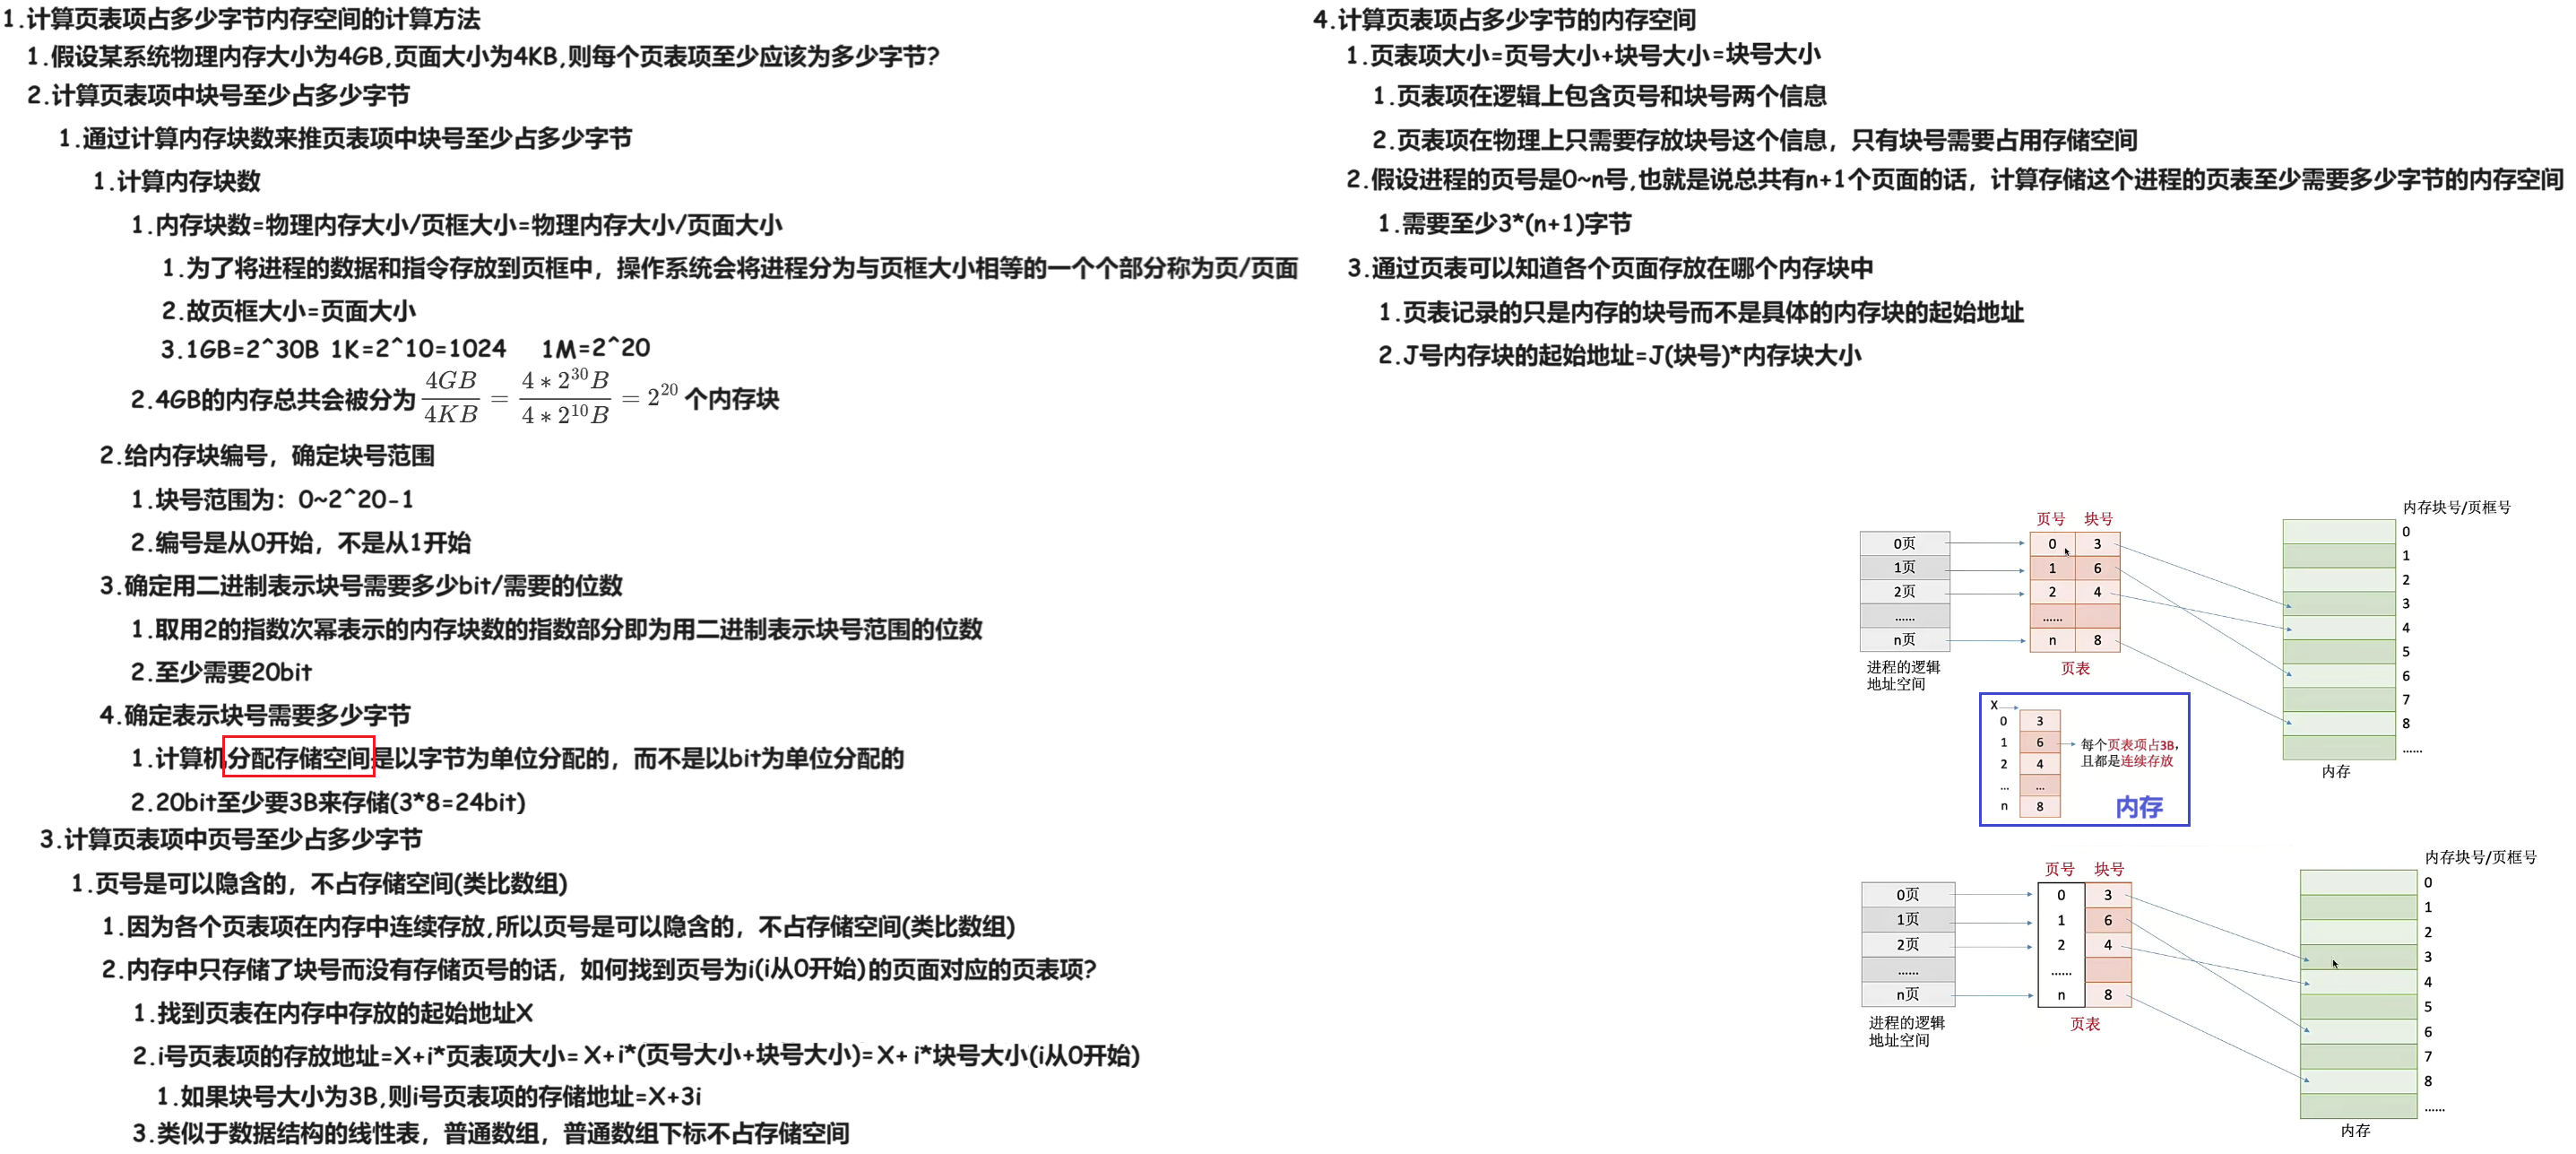 1.计算页表项占多少字节内存空间的计算方法
1.假设某系统物理内存大小为4GB,页面大小为4KB,则每个页表项至少应该为多少字节?
2.计算页表项中块号至少占多少字节
1.通过计算内存块数来推页表项中块号至少占多少字节
1.计算内存块数
1.内存块数=物理内存大小/页框大小=物理内存大小/页面大小
1.为了将进程的数据和指令存放到页框中，操作系统会将进程分为与页框大小相等的一个个部分称为页/页面
2.故页框大小=页面大小
3.1GB=2^30B 1K=2^10=1024 1M=2^20
2.4GB的内存总共会被分为 4GB/4KB = 4*2^30B/4*2^10B = 2^20 个内存块
2.给内存块编号，确定块号范围
1.块号范围为：0~2^20-1
2.编号是从0开始，不是从1开始
3.确定用二进制表示块号需要多少bit/需要的位数
1.取用2的指数次幂表示的内存块数的指数部分即为用二进制表示块号范围的位数
2.至少需要20bit
4.确定表示块号需要多少字节
1.计算机分配存储空间是以字节为单位分配的，而不是以bit为单位分配的
2.20bit至少要3B来存储(3*8=24bit)
3.计算页表项中页号至少占多少字节
1.页号是可以隐含的，不占存储空间(类比数组)
1.因为各个页表项在内存中连续存放,所以页号是可以隐含的，不占存储空间(类比数组)
2.内存中只存储了块号而没有存储页号的话，如何找到页号为i(i从0开始)的页面对应的页表项?
1.找到页表在内存中存放的起始地址X
2.i号页表项的存放地址=X+i*页表项大小= X+i*(页号大小+块号大小)=X+ i*块号大小(i从0开始)
1.如果块号大小为3B,则i号页表项的存储地址=X+3i
3.类似于数据结构的线性表，普通数组，普通数组下标不占存储空间
4.计算页表项占多少字节的内存空间
1.页表项大小=页号大小+块号大小=块号大小
1.页表项在逻辑上包含页号和块号两个信息
2.页表项在物理上只需要存放块号这个信息，只有块号需要占用存储空间
2.假设进程的页号是0~n号,也就是说总共有n+1个页面的话，计算存储这个进程的页表至少需要多少字节的内存空间
1.需要至少3*(n+1)字节
3.通过页表可以知道各个页面存放在哪个内存块中
1.页表记录的只是内存的块号而不是具体的内存块的起始地址
2.J号内存块的起始地址=J(块号)*内存块大小
内存块号/页框号
页号 块号
0页 0 3 0
1页 1 6 1
2页 2 4 2
...... ...... 3
n页 n 8 4
进程的逻辑
地址空间
页表
5
6
7
8
......
内存
X
0 3
1 6
2 4
... ...
n 8
每个页表项占3B，
且都是连续存放
内存
内存块号/页框号
页号 块号
0页 0 3 0
1页 1 6 1
2页 2 4 2
...... ...... 3
n页 n 8 4
进程的逻辑
地址空间
页表
5
6
7
8
......
内存